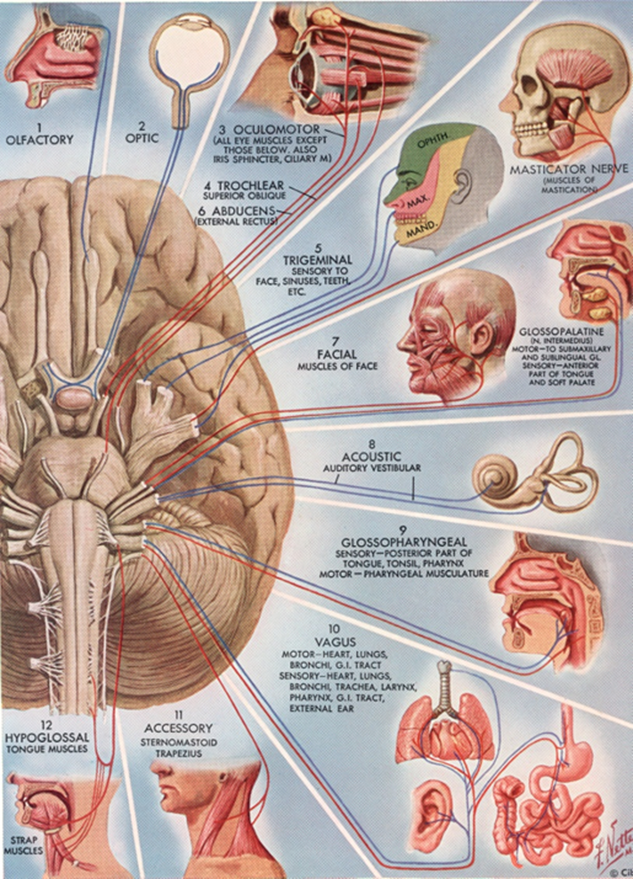 1
OLFACTORY
2
OPTIC
3 OCULOMOTOR
(ALL EYE MUSCLES EXCEPT
THOSE BELOW. ALSO
IRIS SPHINCTER, CILIARY M)
4 TROCHLEAR
SUPERIOR OBLIQUE
6 ABDUCENS
(EXTERNAL RECTUS)
OPHTH.
MAX.
MAND.
MASTICATOR NERVE
(MUSCLES OF
MASTICATION)
5
TRIGEMINAL
SENSORY TO
FACE, SINUSES, TEETH,
ETC.
7
FACIAL
MUSCLES OF FACE
GLOSSOPALATINE
(N. INTERMEDIUS)
MOTOR—TO SUBMAXILLARY
AND SUBLINGUAL GL.
SENSORY—ANTERIOR
PART OF TONGUE
AND SOFT PALATE
8
ACOUSTIC
AUDITORY VESTIBULAR
9
GLOSSOPHARYNGEAL
SENSORY—POSTERIOR PART OF
TONGUE, TONSIL, PHARYNX
MOTOR—PHARYNGEAL MUSCULATURE
10
VAGUS
MOTOR—HEART, LUNGS,
BRONCHI, G.I. TRACT
SENSORY—HEART, LUNGS,
BRONCHI, TRACHEA, LARYNX,
PHARYNX, G.I. TRACT,
EXTERNAL EAR
12
HYPOGLOSSAL
TONGUE MUSCLES
STRAP
MUSCLES
11
ACCESSORY
STERNOMASTOID
TRAPEZIUS